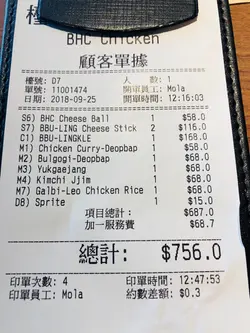 BHC Chicken
顧客單據
檯號: D7 人 數: 1
單號: 11001474 開單員工: Mola
日期: 2018-09-25 開單時間: 12:16:03
S6) BHC Cheese Ball 1 $58.0
S7) BBU-LING Cheese Stick 2 $116.0
C1) BBU-LINGKLE 1 $168.0
M1) Chicken Curry-Deopbap 1 $58.0
M2) Bulgogi-Deopbap 1 $68.0
M3) Yukgaejang 1 $68.0
M4) Kimchi Jjim 1 $68.0
M7) Galbi-Leo Chicken Rice 1 $68.0
D8) Sprite 1 $15.0
項目總計: $687.0
加一服務費 $68.7
總計: $756.0
印單次數: 4 印單時間: 12:47:53
印單員工: Mola 約數差額: $0.3